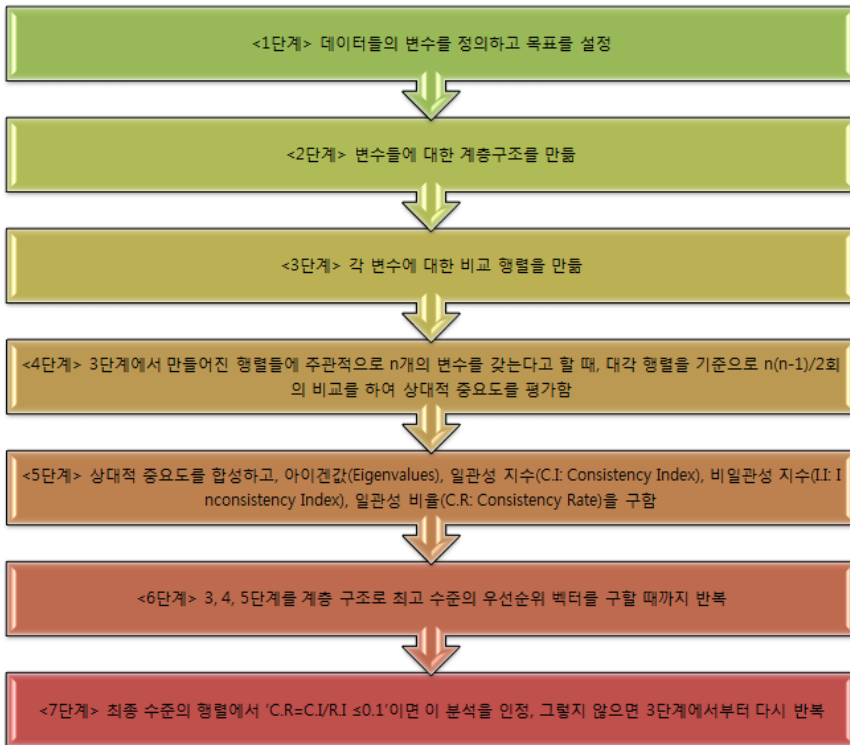 <1단계> 데이터들의 변수를 정의하고 목표를 설정
<2단계> 변수들에 대한 계층구조를 만듦
<3단계> 각 변수에 대한 비교 행렬을 만듦
<4단계> 3단계에서 만들어진 행렬들에 주관적으로 n개의 변수를 갖는다고 할 때, 대각 행렬을 기준으로 n(n-1)/2회
의 비교를 하여 상대적 중요도를 평가함
<5단계> 상대적 중요도를 합성하고, 아이겐값(Eigenvalues), 일관성 지수(C.I: Consistency Index), 비일관성 지수(I.I: I
nconsistency Index), 일관성 비율(C.R: Consistency Rate)을 구함
<6단계> 3, 4, 5단계를 계층 구조로 최고 수준의 우선순위 벡터를 구할 때까지 반복
<7단계> 최종 수준의 행렬에서 'C.R=C.I/R.I ≤0.1'이면 이 분석을 인정, 그렇지 않으면 3단계에서부터 다시 반복